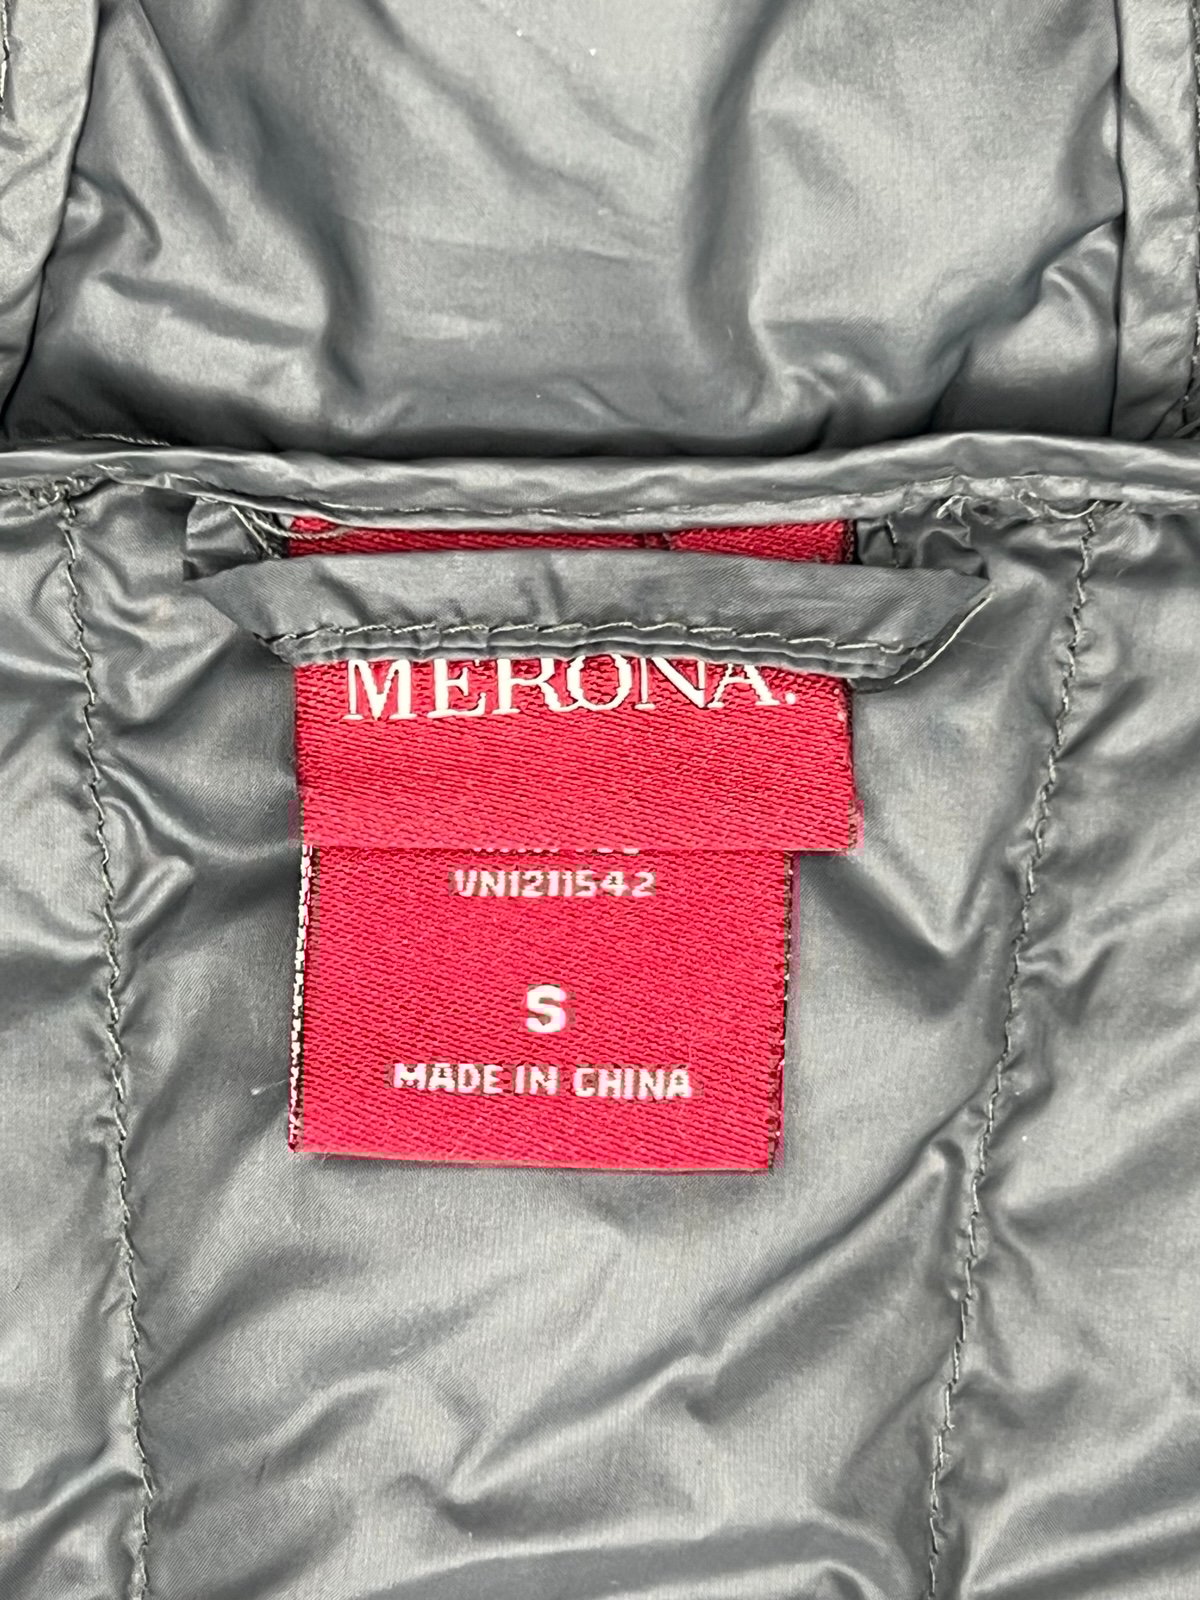 MERONA.
VN1211542
S
MADE IN CHINA